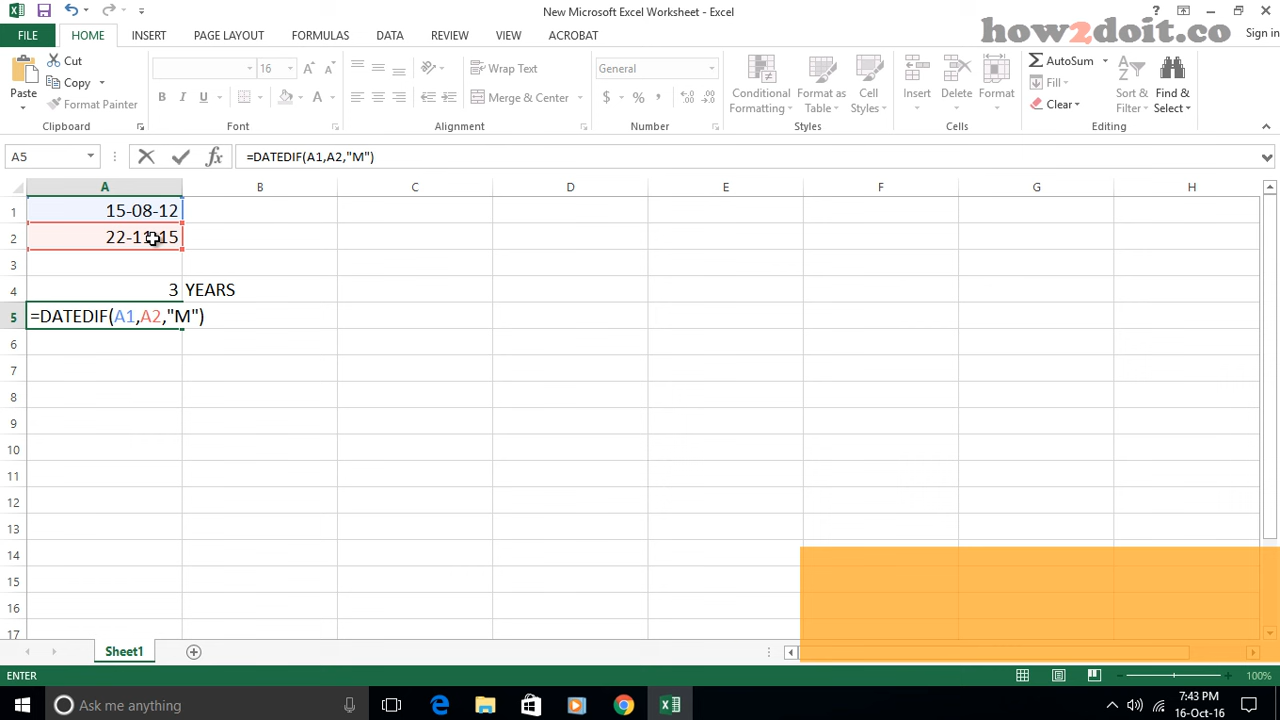 New Microsoft Excel Worksheet - Excel
how2doit.co
FILE HOME INSERT PAGE LAYOUT FORMULAS DATA REVIEW VIEW ACROBAT Sign in
Paste
Cut
Copy
Format Painter
16
B I U
Wrap Text
Merge & Center
General
$ % ,
Conditional Formatting
Format as Table
Cell Styles
Insert
Delete
Format
AutoSum
Fill
Clear
Sort & Filter
Find & Select
Clipboard Font Alignment Number Styles Cells Editing
A5 fx =DATEDIF(A1,A2,"M")
A B C D E F G H
1 15-08-12
2 22-11-15
3
4 3 YEARS
5 =DATEDIF(A1,A2,"M")
6
7
8
9
10
11
12
13
14
15
16
17
Sheet1
ENTER 100%
Ask me anything
7:43 PM
16-Oct-16